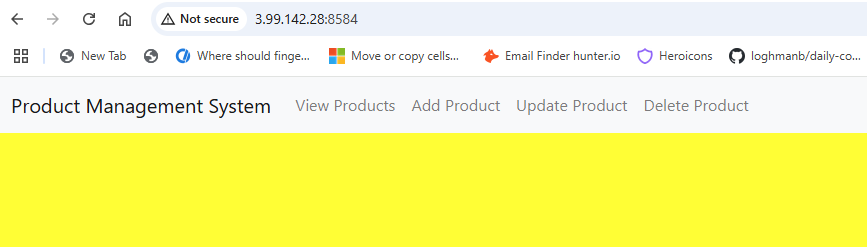 Not secure 3.99.142.28:8584
New Tab Where should finge... Move or copy cells... Email Finder hunter.io Heroicons loghmanb/daily-co...
Product Management System View Products Add Product Update Product Delete Product